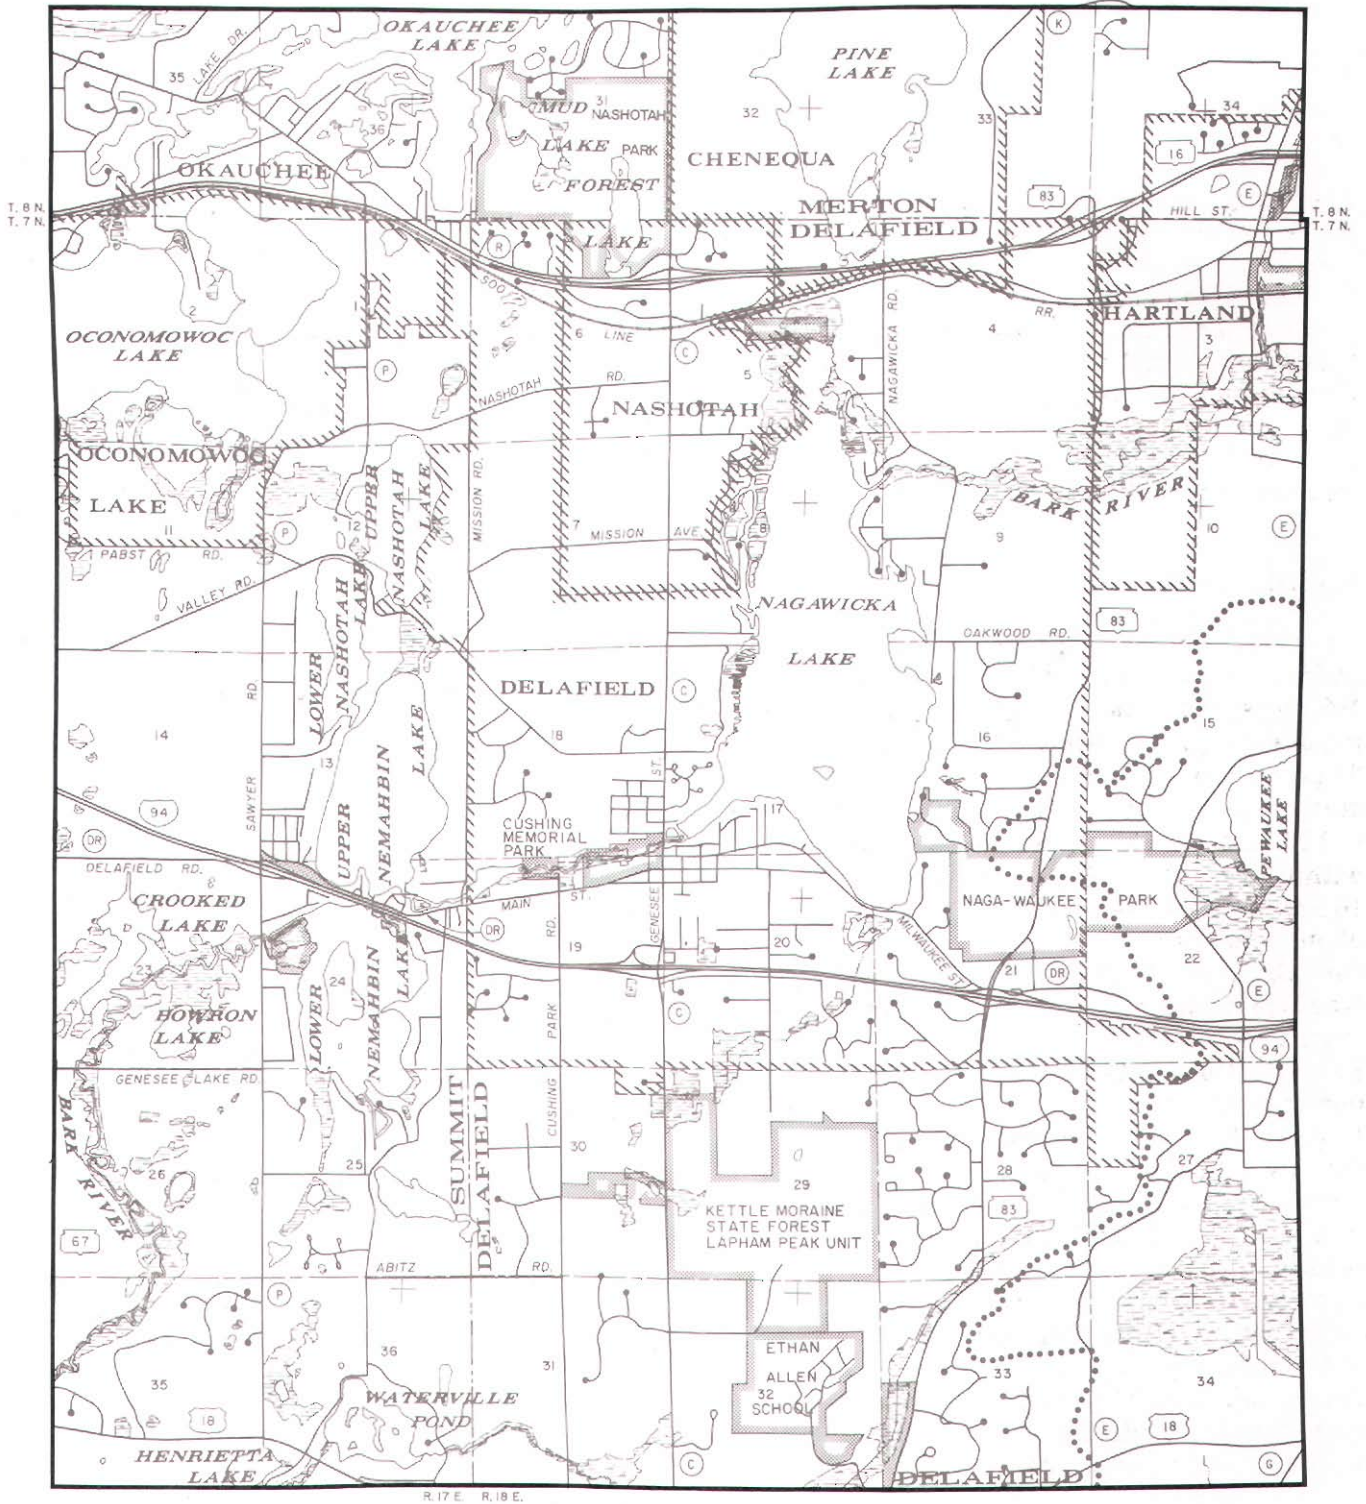 OKAUCHEE
LAKE
PINE
LAKE
K
LAKE DR.
35
36
31
MUD NASHOTAH
LAKE PARK
FOREST
LAKE
32
33
34
16
CHENEQUA
OKAUCHEE
83
E
MERTON
DELAFIELD
HILL ST.
T. 8 N.
T. 7 N.
T. 8 N.
T. 7 N.
R
SOO
LINE
RR.
2
1
6
5
4
3
OCONOMOWOC
LAKE
P
C
NAGAWICKA RD.
HARTLAND
NASHOTAH RD.
NASHOTAH
OCONOMOWOC
LAKE
11
12
P
UPPER
NASHOTAH
LAKE
MISSION RD.
7
8
9
10
E
BARK RIVER
PABST RD.
VALLEY RD.
MISSION AVE
NAGAWICKA
LAKE
OAKWOOD RD.
83
LOWER
NASHOTAH
LAKE
DELAFIELD
C
SAWYER RD.
14
13
18
17
16
15
UPPER
NEMAHBIN
LAKE
94
DR
CUSHING
MEMORIAL
PARK
PEWAUKEE
LAKE
DELAFIELD RD.
CROOKED
LAKE
MAIN ST.
GENESEE ST.
NAGA-WAUKEE PARK
MILWAUKEE ST.
DR
19
20
21
DR
22
E
23
24
BOWRON
LAKE
LOWER
NEMAHBIN
LAKE
C
94
GENESEE LAKE RD.
CUSHING PARK RD.
SUMMIT
DELAFIELD
BARK
RIVER
26
25
30
29
28
27
KETTLE MORAINE
STATE FOREST
LAPHAM PEAK UNIT
83
67
ABITZ RD.
P
35
36
31
ETHAN
ALLEN
32
SCHOOL
33
34
18
WATERVILLE
POND
HENRIETTA
LAKE
C
E
18
G
DELAFIELD
R. 17 E. R. 18 E.